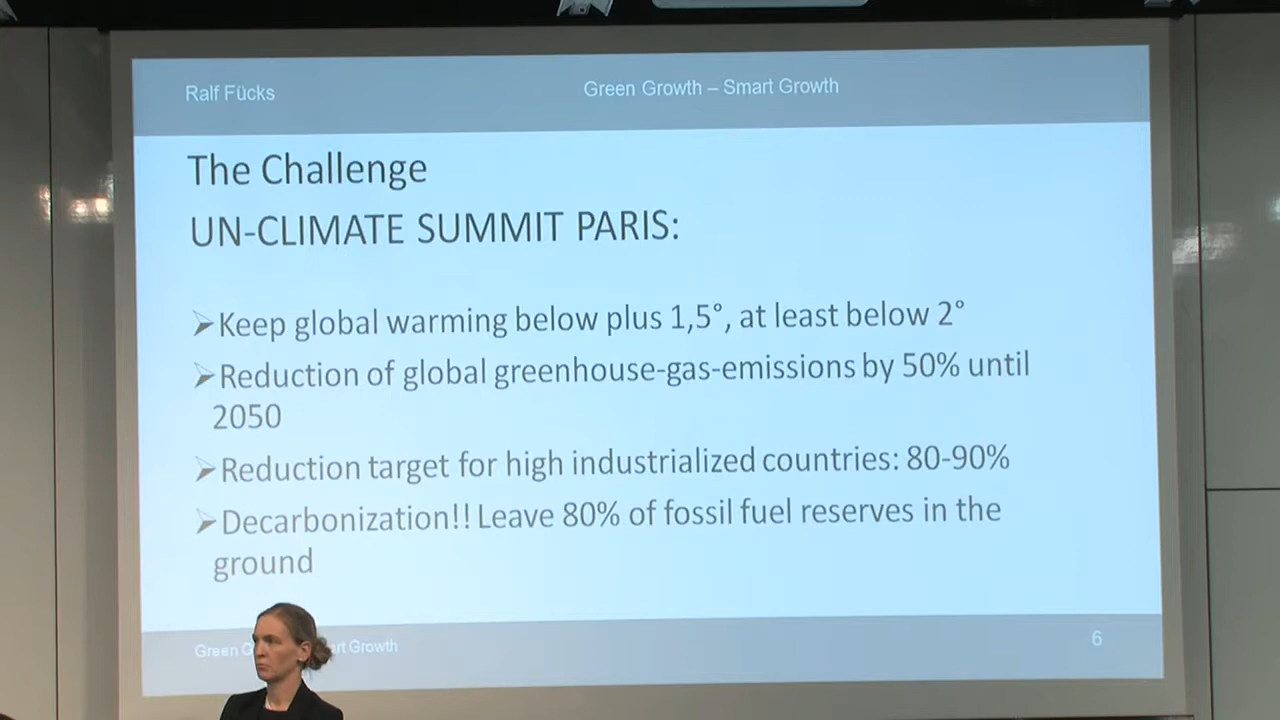 Ralf Fücks
Green Growth – Smart Growth
The Challenge
UN-CLIMATE SUMMIT PARIS:
➢Keep global warming below plus 1,5°, at least below 2°
➢Reduction of global greenhouse-gas-emissions by 50% until
2050
➢Reduction target for high industrialized countries: 80-90%
➢Decarbonization!! Leave 80% of fossil fuel reserves in the
ground
Green Growth
6